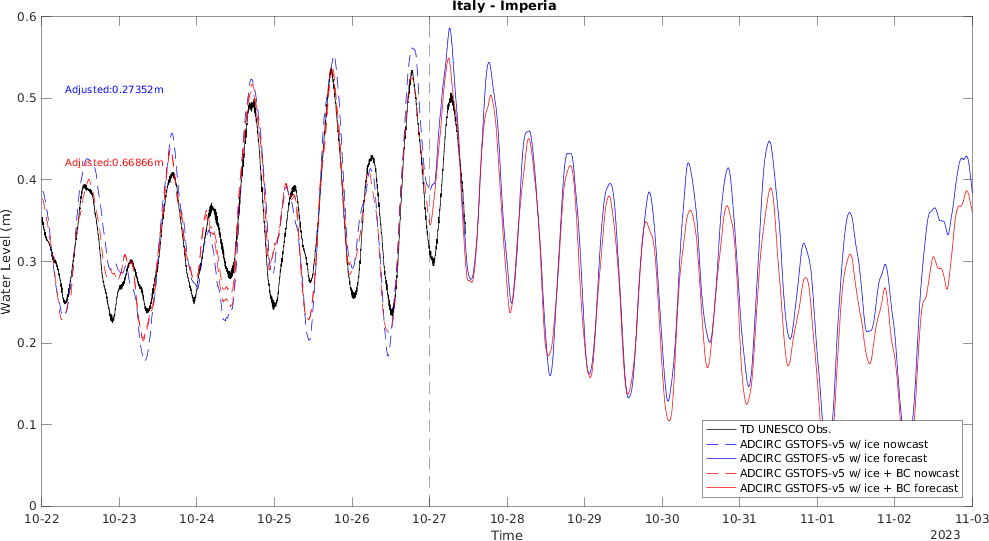 Italy - Imperia
Water Level (m)
0.6
0.5
0.4
0.3
0.2
0.1
0
Adjusted:0.27352m
Adjusted:0.66866m
TD UNESCO Obs.
ADCIRC GSTOFS-v5 w/ ice nowcast
ADCIRC GSTOFS-v5 w/ ice forecast
ADCIRC GSTOFS-v5 w/ ice + BC nowcast
ADCIRC GSTOFS-v5 w/ ice + BC forecast
10-22 10-23 10-24 10-25 10-26 10-27 10-28 10-29 10-30 10-31 11-01 11-02 11-03
Time
2023